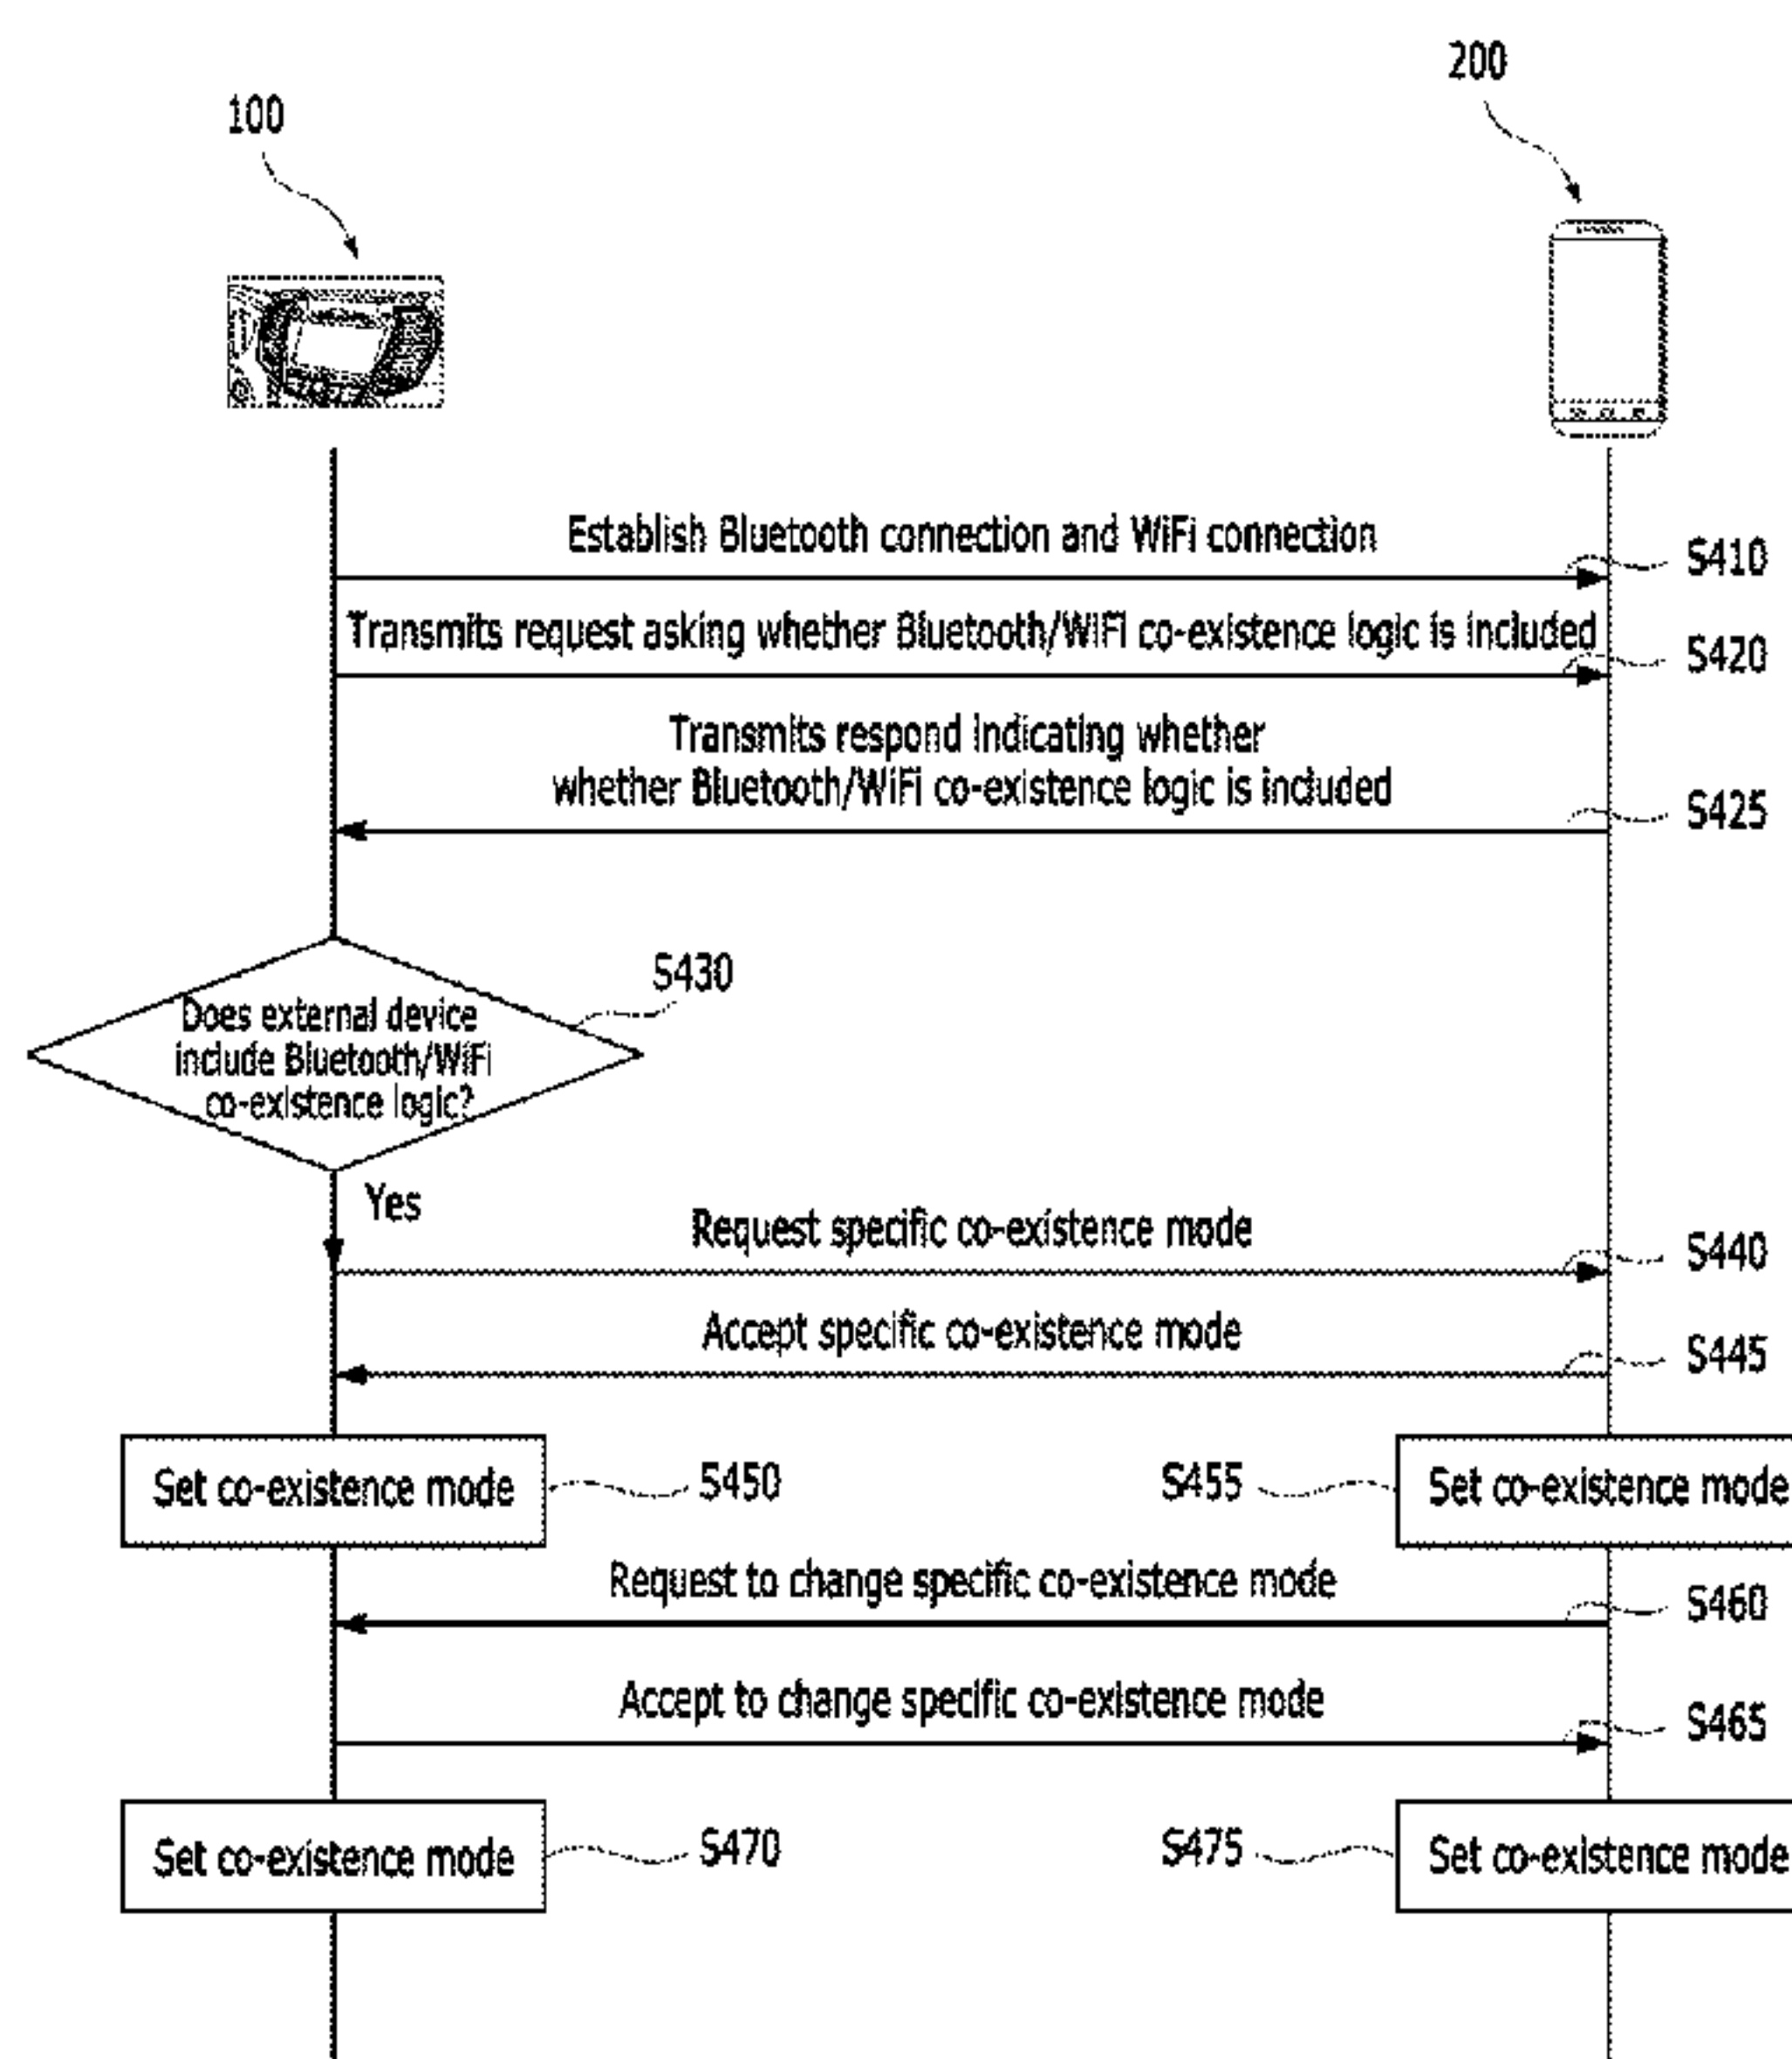 200
100
Establish Bluetooth connection and WiFi connection
S410
Transmits request asking whether Bluetooth/WiFi co-existence logic is included
S420
Transmits respond indicating whether
whether Bluetooth/WiFi co-existence logic is included
S425
S430
Does external device
include Bluetooth/WiFi
co-existence logic?
Yes
Request specific co-existence mode
S440
Accept specific co-existence mode
S445
Set co-existence mode
S450
S455
Set co-existence mode
Request to change specific co-existence mode
S460
Accept to change specific co-existence mode
S465
Set co-existence mode
S470
S475
Set co-existence mode